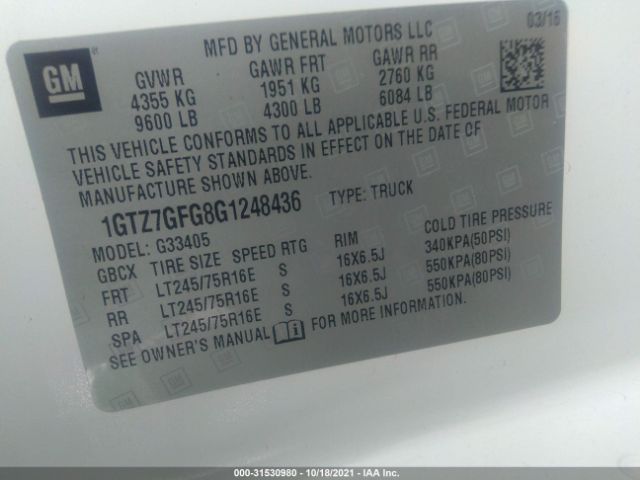 GM
MFD BY GENERAL MOTORS LLC
03/16
GVWR GAWR FRT GAWR RR
4355 KG 1951 KG 2760 KG
9600 LB 4300 LB 6084 LB
THIS VEHICLE CONFORMS TO ALL APPLICABLE U.S. FEDERAL MOTOR
VEHICLE SAFETY STANDARDS IN EFFECT ON THE DATE OF
MANUFACTURE SHOWN ABOVE.
1GTZ7GFG8G1248436 TYPE: TRUCK
MODEL: G33405
GBCX TIRE SIZE SPEED RTG RIM COLD TIRE PRESSURE
FRT LT245/75R16E S 16X6.5J 340KPA(50PSI)
RR LT245/75R16E S 16X6.5J 550KPA(80PSI)
SPA LT245/75R16E S 16X6.5J 550KPA(80PSI)
SEE OWNER'S MANUAL FOR MORE INFORMATION.
000-31530980 - 10/18/2021 - IAA Inc.